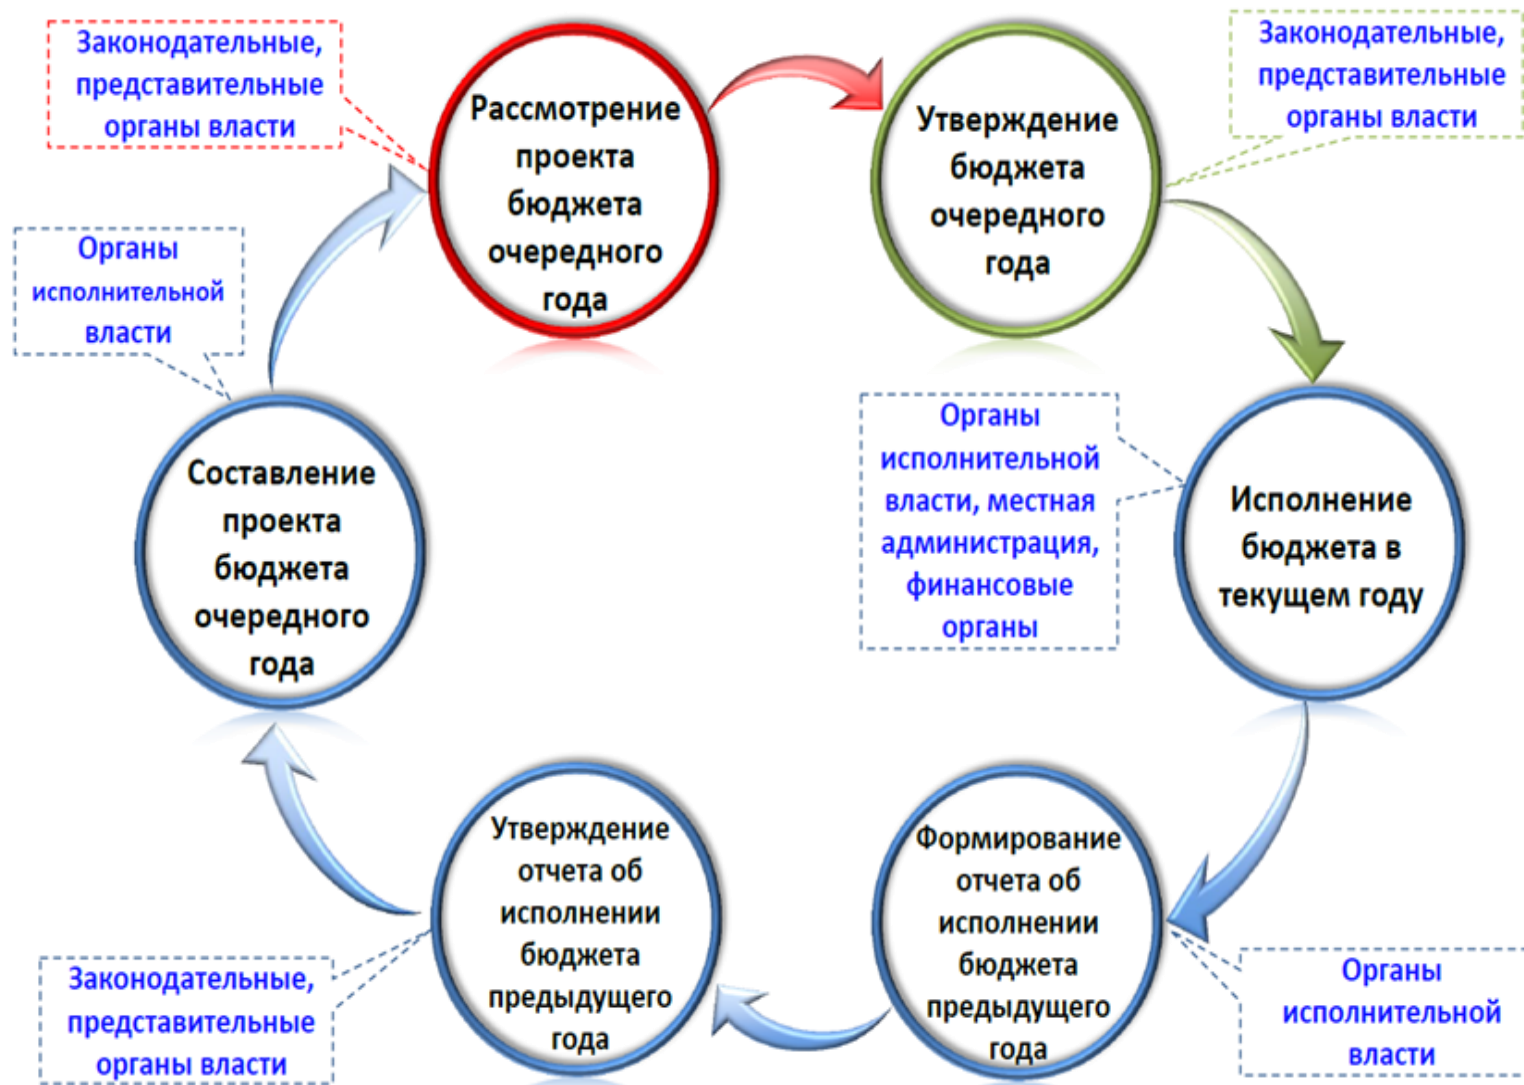 Законодательные,
представительные
органы власти
Рассмотрение
проекта
бюджета
очередного
года
Утверждение
бюджета
очередного
года
Законодательные,
представительные
органы власти
Органы
исполнительной
власти
Составление
проекта
бюджета
очередного
года
Органы
исполнительной
власти, местная
администрация,
финансовые
органы
Исполнение
бюджета в
текущем году
Утверждение
отчета об
исполнении
бюджета
предыдущего
года
Формирование
отчета об
исполнении
бюджета
предыдущего
года
Законодательные,
представительные
органы власти
Органы
исполнительной
власти